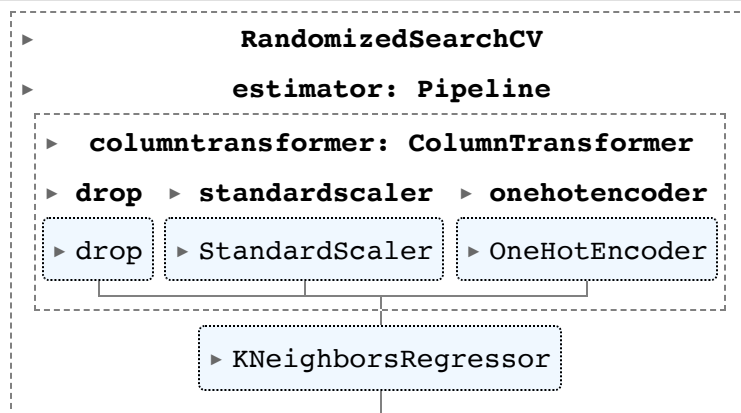 RandomizedSearchCV
estimator: Pipeline
columntransformer: ColumnTransformer
drop standardscaler onehotencoder
drop StandardScaler OneHotEncoder
KNeighborsRegressor